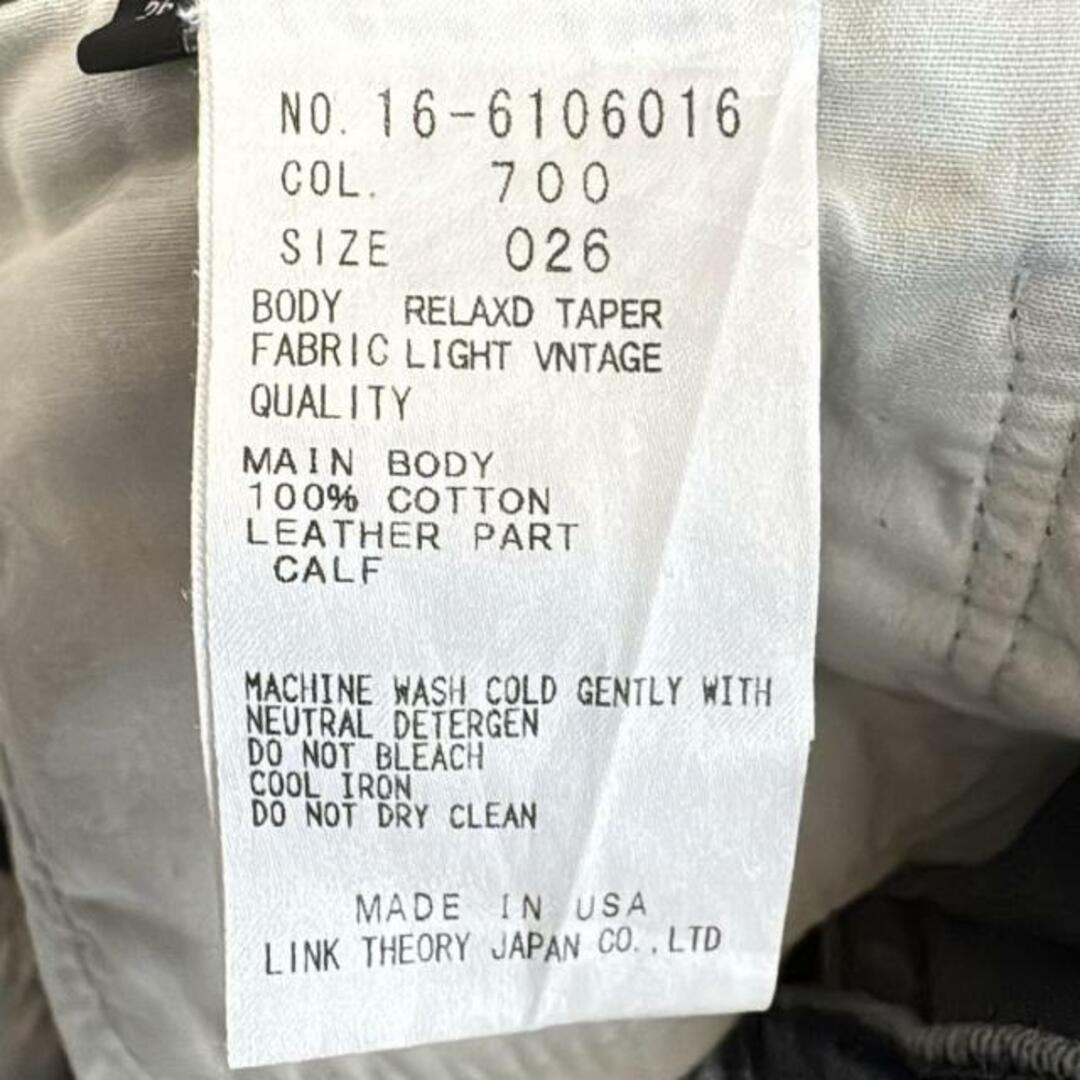 NO. 16-6106016
COL. 700
SIZE 026
BODY RELAXD TAPER
FABRIC LIGHT VNTAGE
QUALITY
MAIN BODY
100% COTTON
LEATHER PART
CALF
MACHINE WASH COLD GENTLY WITH
NEUTRAL DETERGEN
DO NOT BLEACH
COOL IRON
DO NOT DRY CLEAN
MADE IN USA
LINK THEORY JAPAN CO.,LTD